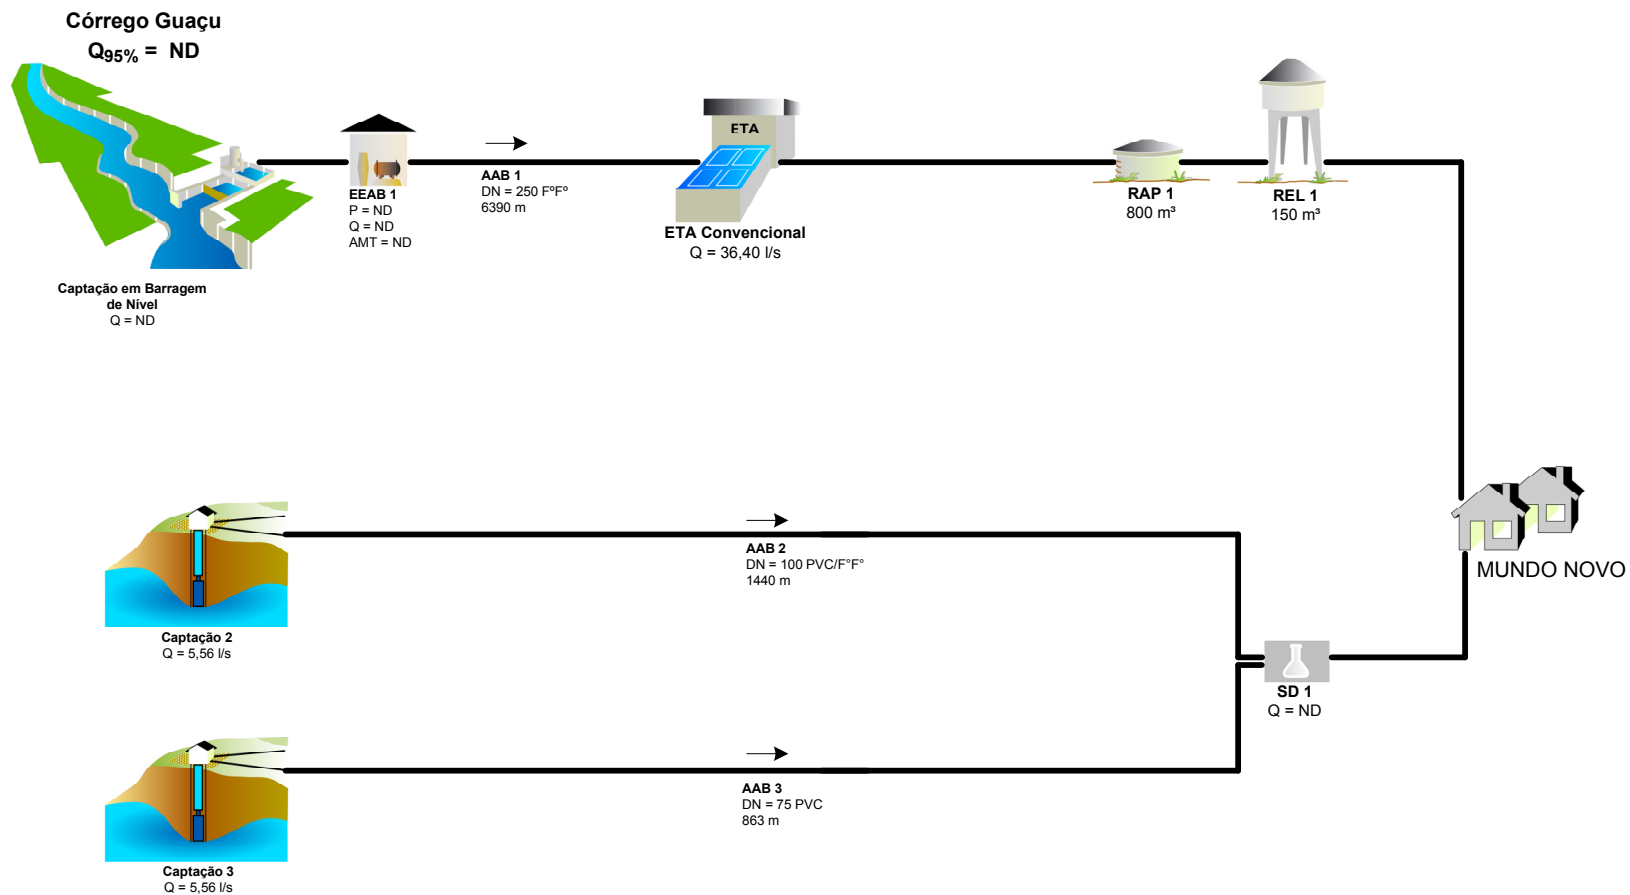 Córrego Guaçu
Q95% = ND
Captação em Barragem
de Nível
Q = ND
EEAB 1
P = ND
Q = ND
AMT = ND
AAB 1
DN = 250 FºFº
6390 m
ETA
ETA Convencional
Q = 36,40 l/s
RAP 1
800 m³
REL 1
150 m³
MUNDO NOVO
AAB 2
DN = 100 PVC/F°F°
1440 m
Captação 2
Q = 5,56 l/s
SD 1
Q = ND
AAB 3
DN = 75 PVC
863 m
Captação 3
Q = 5,56 l/s